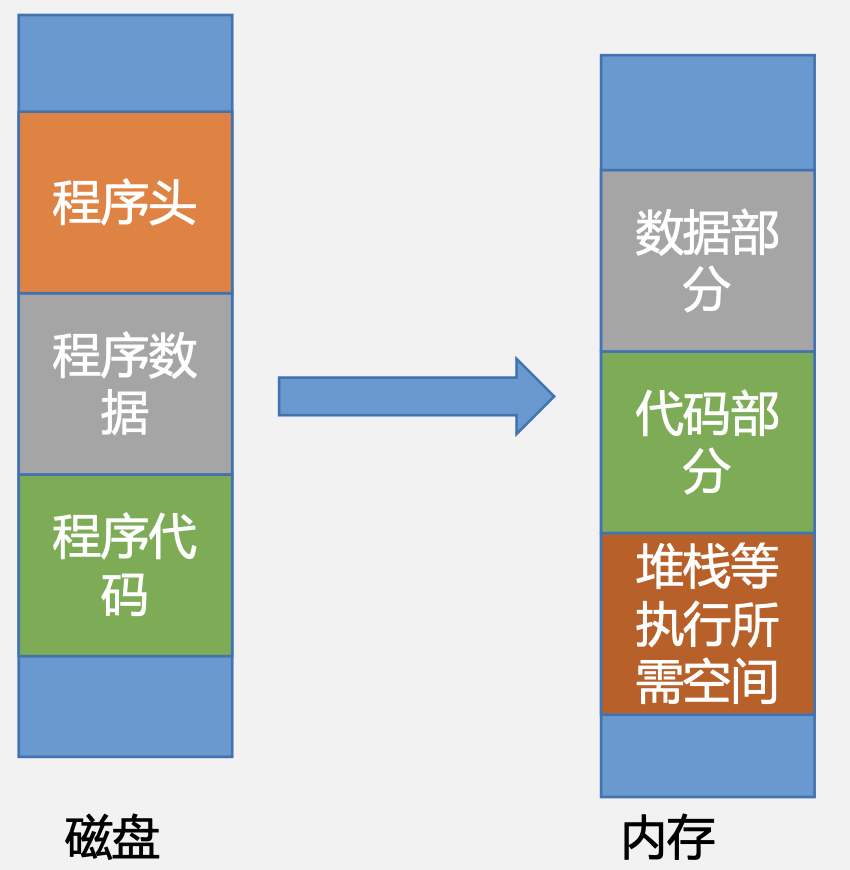 程序头
程序数
据
程序代
码
磁盘
数据部
分
代码部
分
堆栈等
执行所
需空间
内存